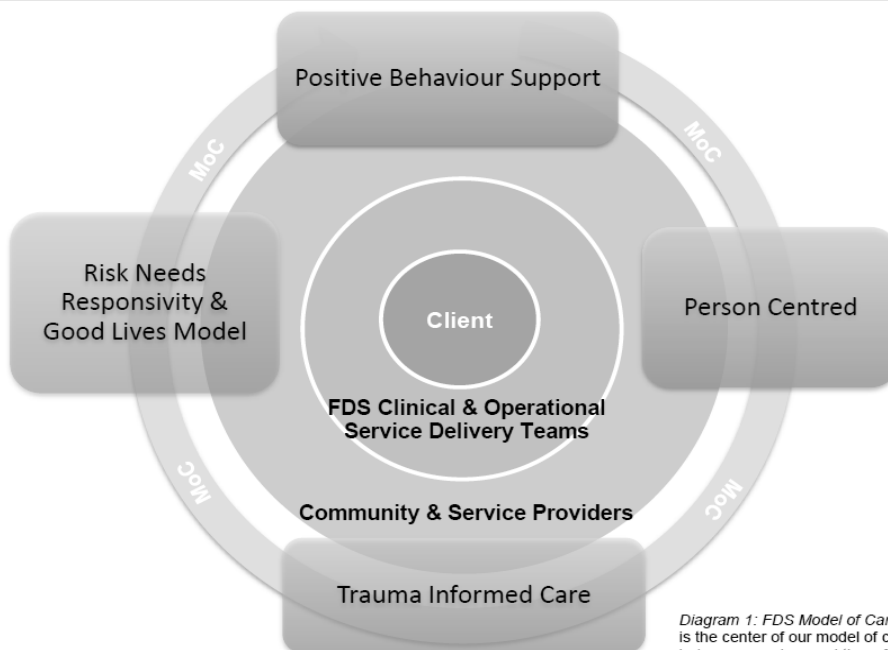 Positive Behaviour Support
MoC
MoC
Risk Needs
Responsivity &
Good Lives Model
Person Centred
Client
FDS Clinical & Operational
Service Delivery Teams
MoC
MoC
Community & Service Providers
Trauma Informed Care
Diagram 1: FDS Model of Car
is the center of our model of c